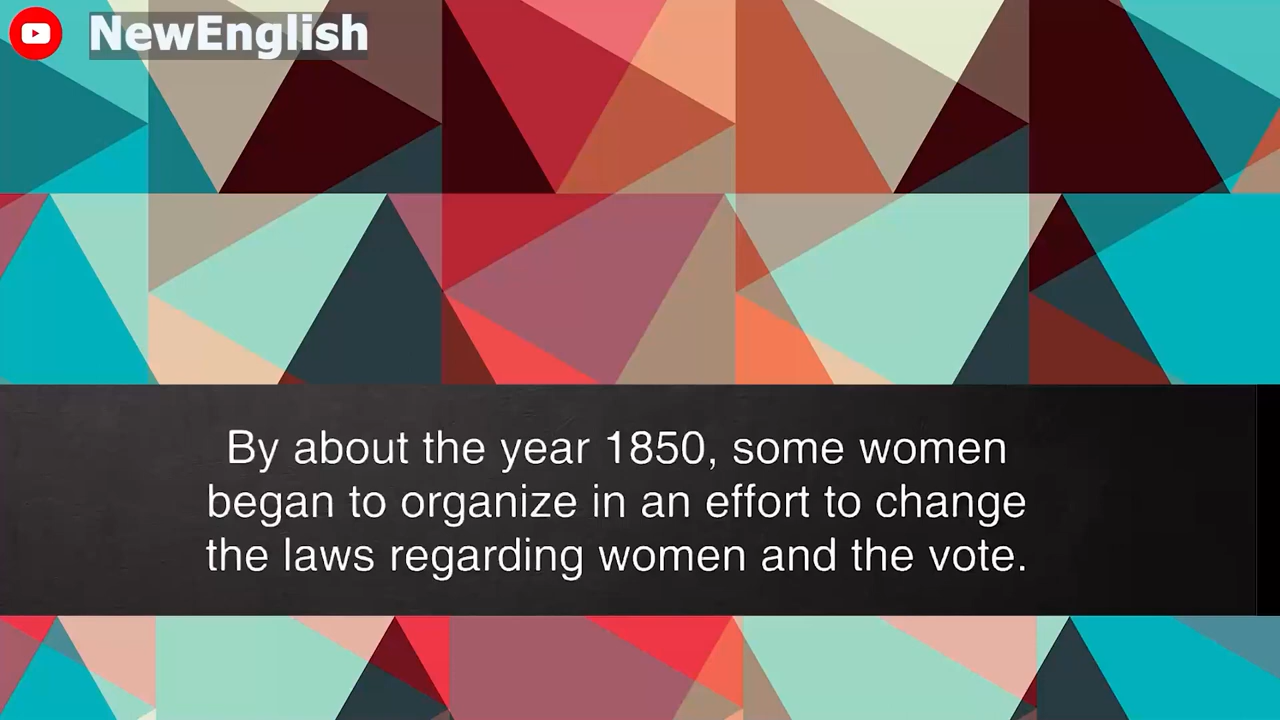 NewEnglish
By about the year 1850, some women
began to organize in an effort to change
the laws regarding women and the vote.